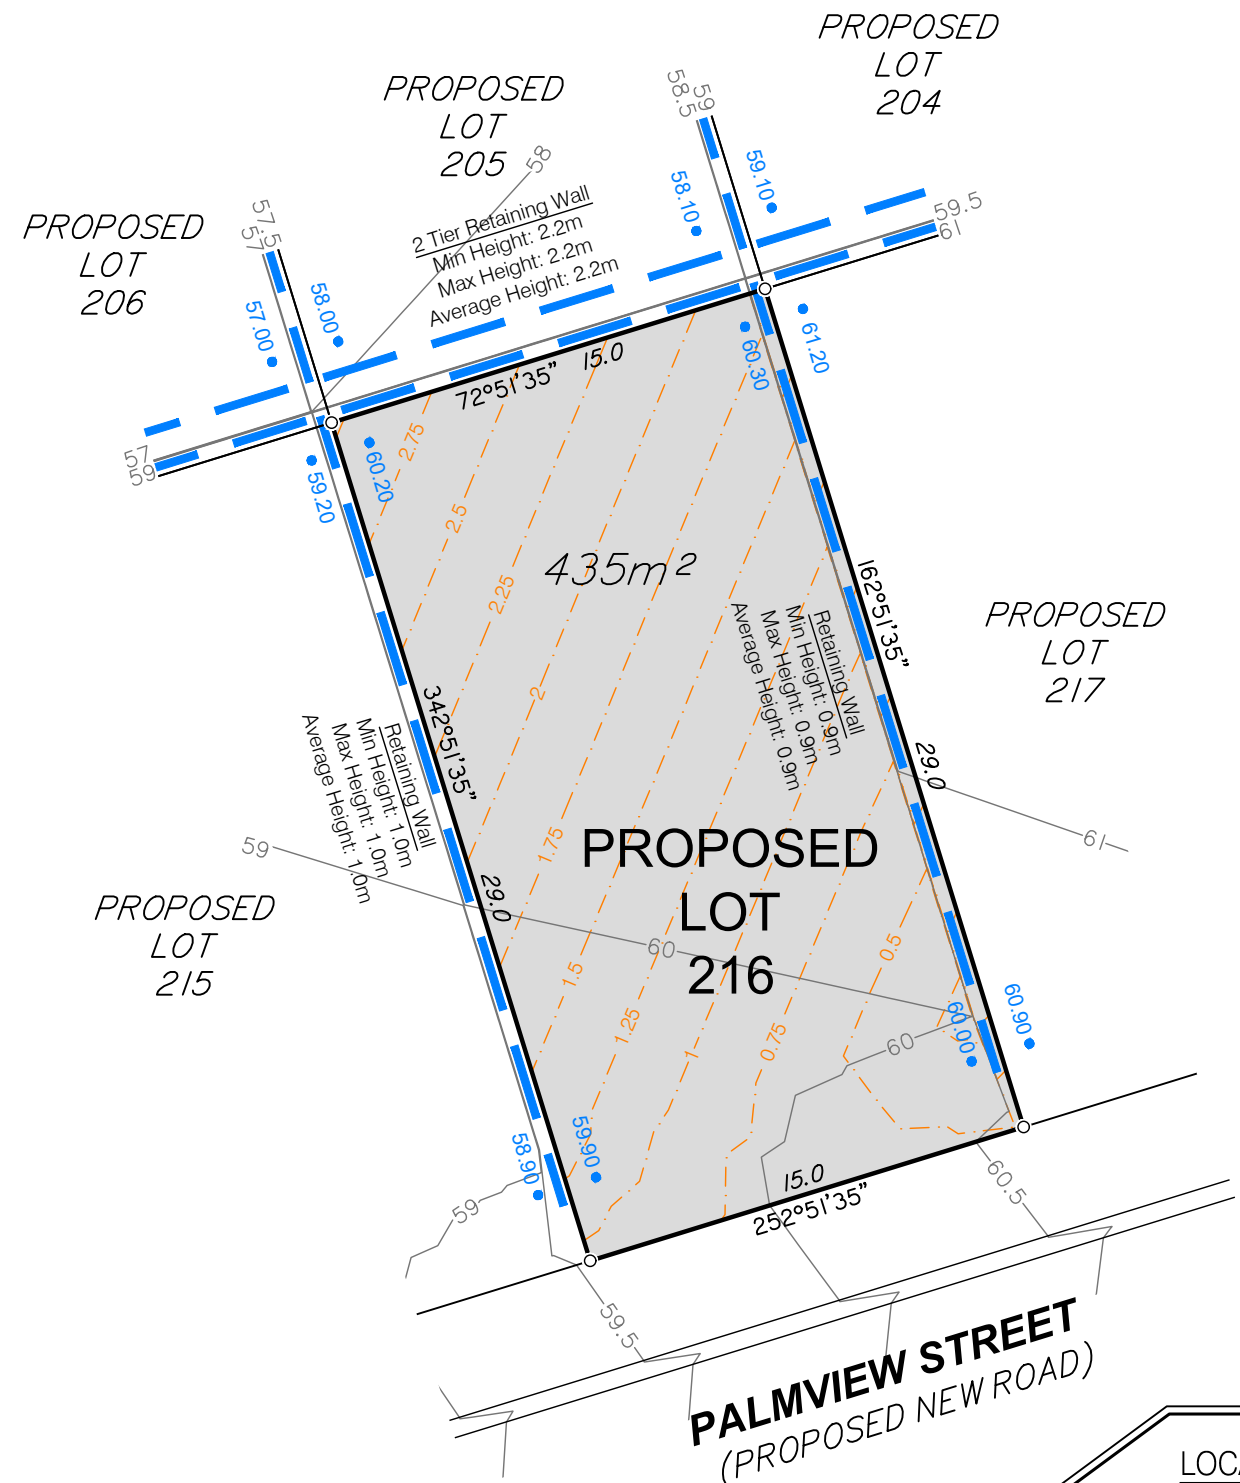 PROPOSED
LOT
204
PROPOSED
LOT
205
PROPOSED
LOT
206
58.5
59
58
57.5
57
59.10
58.10
59.5
61
2 Tier Retaining Wall
Min Height: 2.2m
Max Height: 2.2m
Average Height: 2.2m
58.00
57.00
61.20
60.30
15.0
72°51'35"
57
59
59.20
60.20
2.75
2.5
2.25
2
1.75
1.5
1.25
1
0.75
0.5
435m²
162°51'35"
29.0
Retaining Wall
Min Height: 0.9m
Max Height: 0.9m
Average Height: 0.9m
PROPOSED
LOT
217
342°51'35"
29.0
Retaining Wall
Min Height: 1.0m
Max Height: 1.0m
Average Height: 1.0m
61
59
PROPOSED
LOT
216
PROPOSED
LOT
215
60
60
60.00
60.90
59.90
58.90
59
15.0
252°51'35"
60.5
59.5
PALMVIEW STREET
(PROPOSED NEW ROAD)